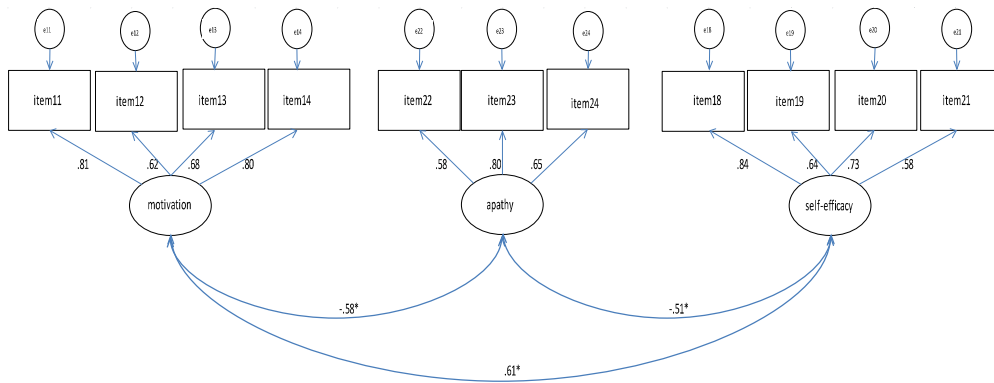 e11 e12 e13 e14 e22 e23 e24 e18 e19 e20 e21
item11 item12 item13 item14 item22 item23 item24 item18 item19 item20 item21
.81 .62 .68 .80 .58 .80 .65 .84 .64 .73 .58
motivation apathy self-efficacy
-.58* -.51*
.61*